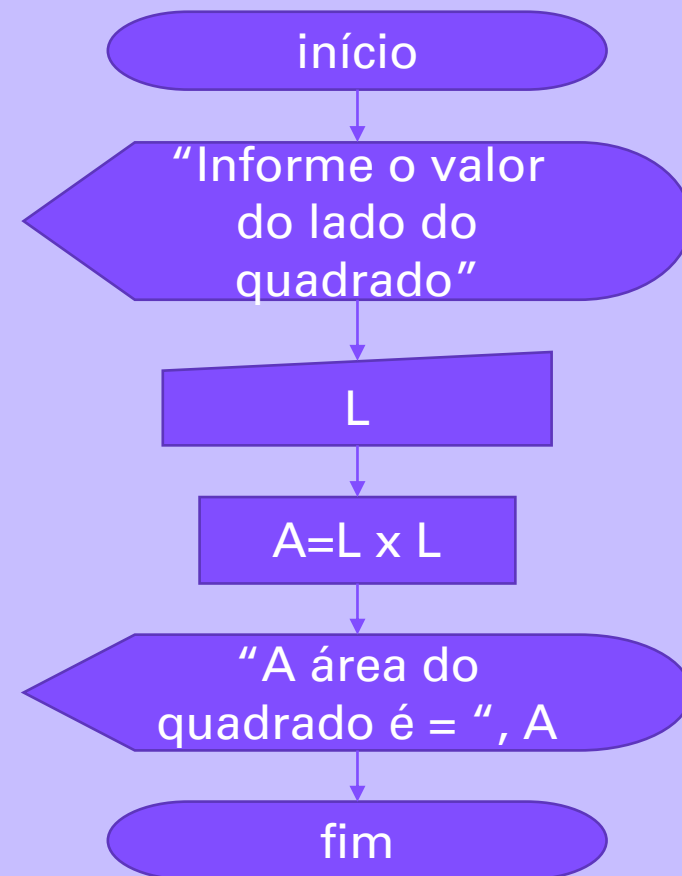 início
“Informe o valor
do lado do
quadrado”
L
A=L x L
“A área do
quadrado é = “, A
fim